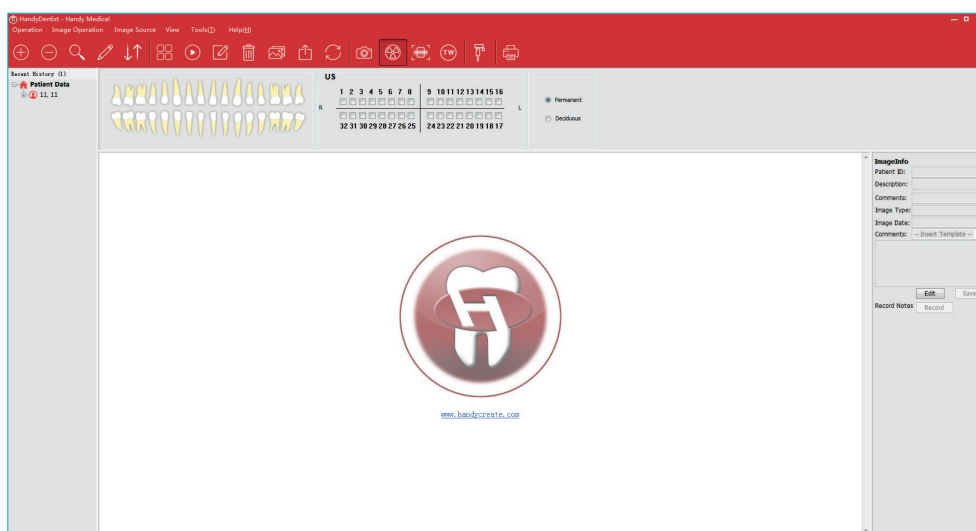 HandyDentist - Handy Medical
Operation Image Operation Image Source View Tools(T) Help(H)
TW
Recent History (1)
Patient Data
11, 11
US
1 2 3 4 5 6 7 8 9 10 11 12 13 14 15 16
R L
32 31 30 29 28 27 26 25 24 23 22 21 20 19 18 17
Permanent
Deciduous
H
www.handycreate.com
ImageInfo
Patient ID:
Description:
Comments:
Image Type:
Image Date:
Comments: -- Insert Template --
Edit Save
Record Notes Record